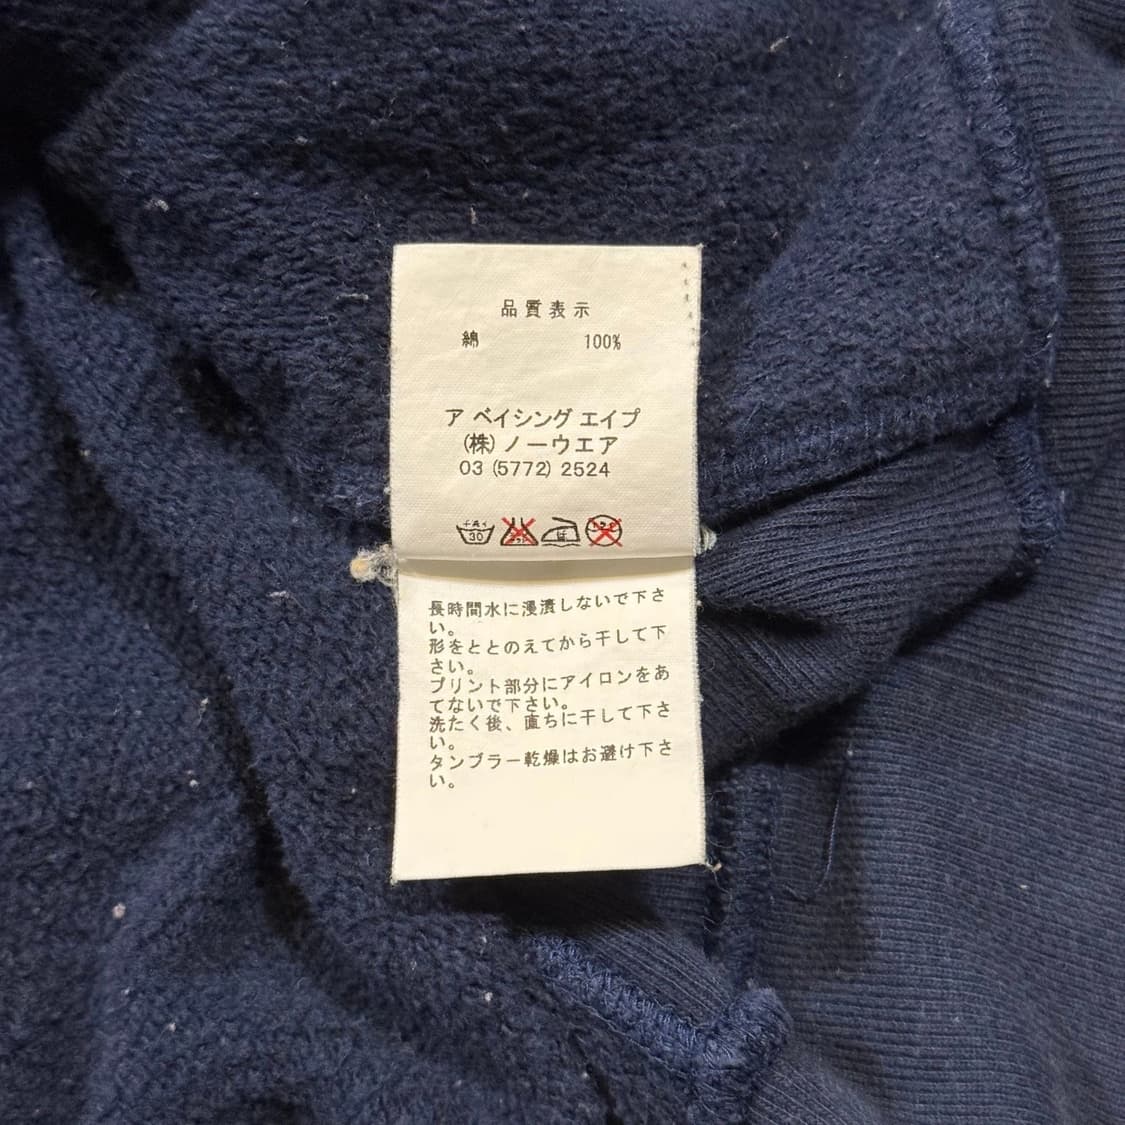 品質表示
綿 100%
ア ベイシング エイプ
(株) ノーウエア
03 (5772) 2524
30
長時間水に浸漬しないで下さ
い。
形をととのえてから干して下
さい。
プリント部分にアイロンをあ
てないで下さい。
洗たく後、直ちに干して下さ
い。
タンブラー乾燥はお避け下さ
い。